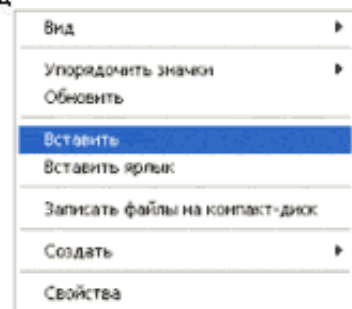 Вид
Упорядочить значки
Обновить
Вставить
Вставить ярлык
Записать файлы на компакт-диск
Создать
Свойства